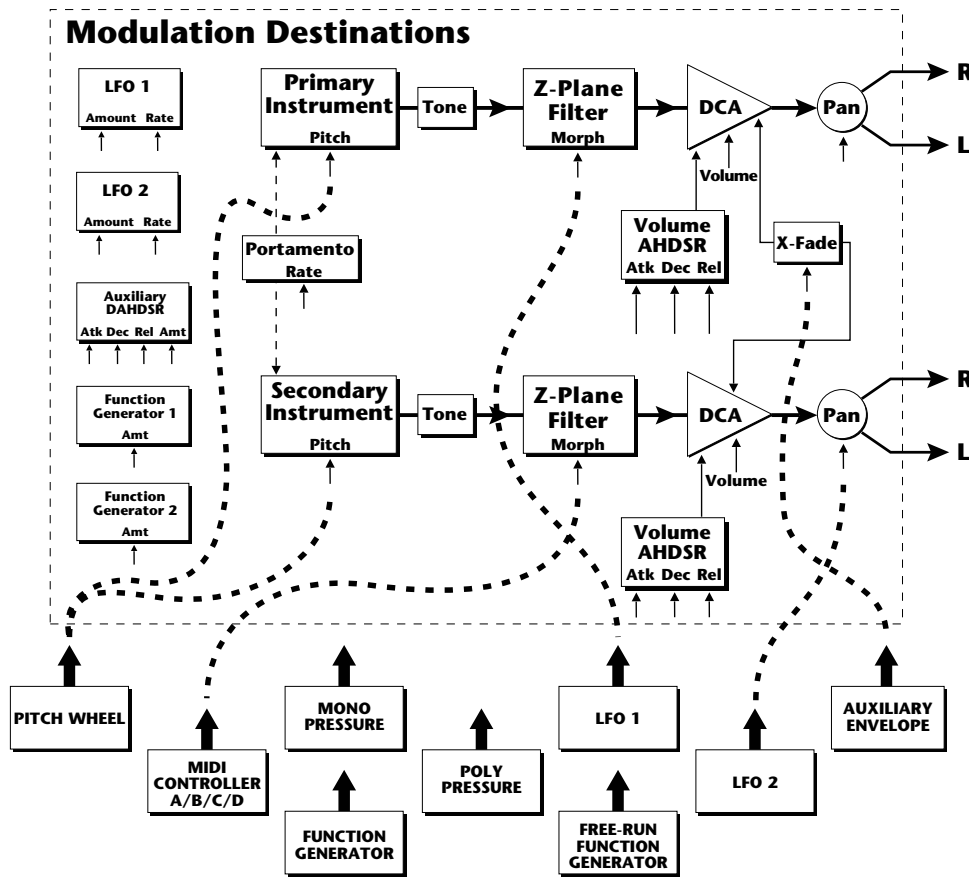 Modulation Destinations
LFO 1
Amount Rate
LFO 2
Amount Rate
Auxiliary
DAHDSR
Atk Dec Rel Amt
Function
Generator 1
Amt
Function
Generator 2
Amt
Primary
Instrument
Pitch
Tone
Z-Plane
Filter
Morph
DCA
Volume
Pan
R
L
Portamento
Rate
Volume
AHDSR
Atk Dec Rel
X-Fade
Secondary
Instrument
Pitch
Tone
Z-Plane
Filter
Morph
DCA
Volume
Pan
R
L
Volume
AHDSR
Atk Dec Rel
PITCH WHEEL
MIDI
CONTROLLER
A/B/C/D
MONO
PRESSURE
FUNCTION
GENERATOR
POLY
PRESSURE
LFO 1
FREE-RUN
FUNCTION
GENERATOR
LFO 2
AUXILIARY
ENVELOPE